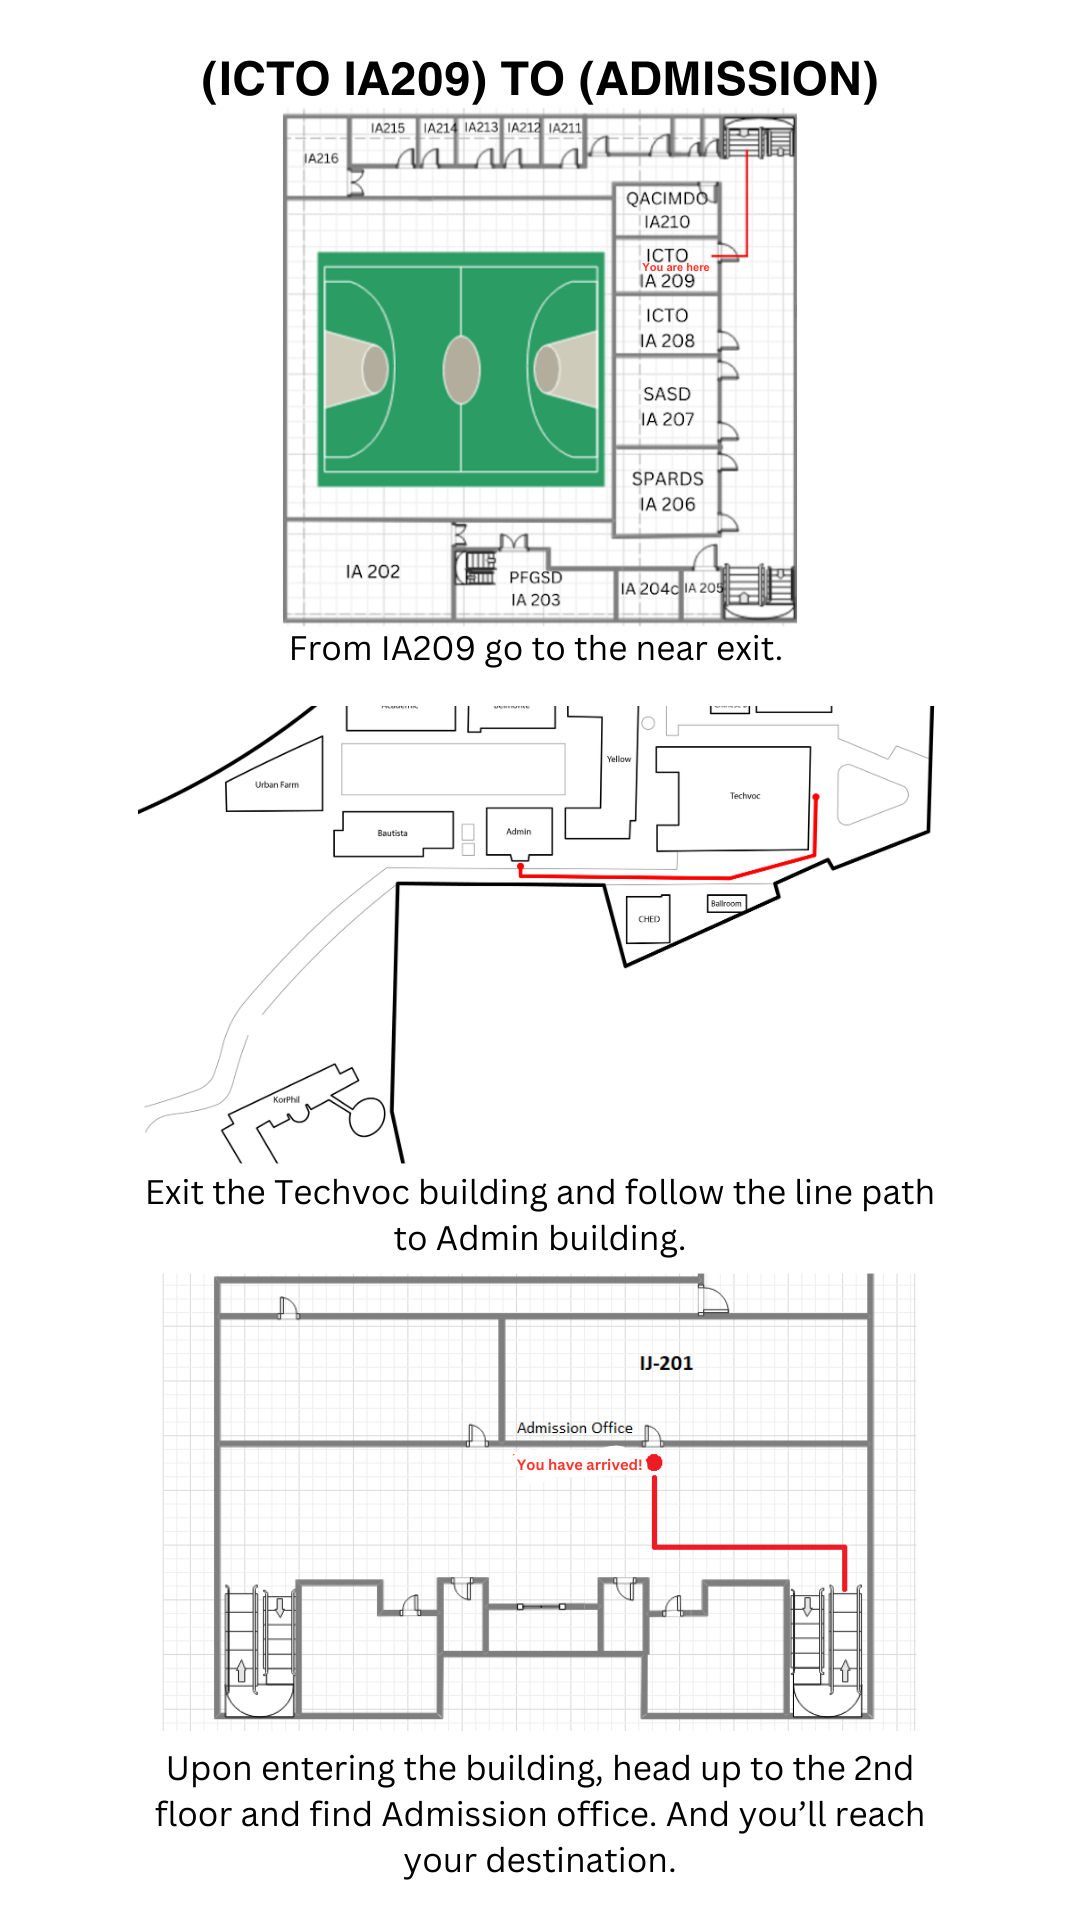 (ICTO IA209) TO (ADMISSION)
IA215
IA214
IA213
IA212
IA211
IA216
QACIMDO
IA210
ICTO
You are here
IA 209
ICTO
IA 208
SASD
IA 207
SPARDS
IA 206
IA 202
PFGSD
IA 203
IA 204c
IA 205
From IA209 go to the near exit.
Academic
Belmonte
Yellow
Urban Farm
Techvoc
Bautista
Admin
CHED
Ballroom
KorPhil
Exit the Techvoc building and follow the line path
to Admin building.
IJ-201
Admission Office
You have arrived!
Upon entering the building, head up to the 2nd
floor and find Admission office. And you’ll reach
your destination.